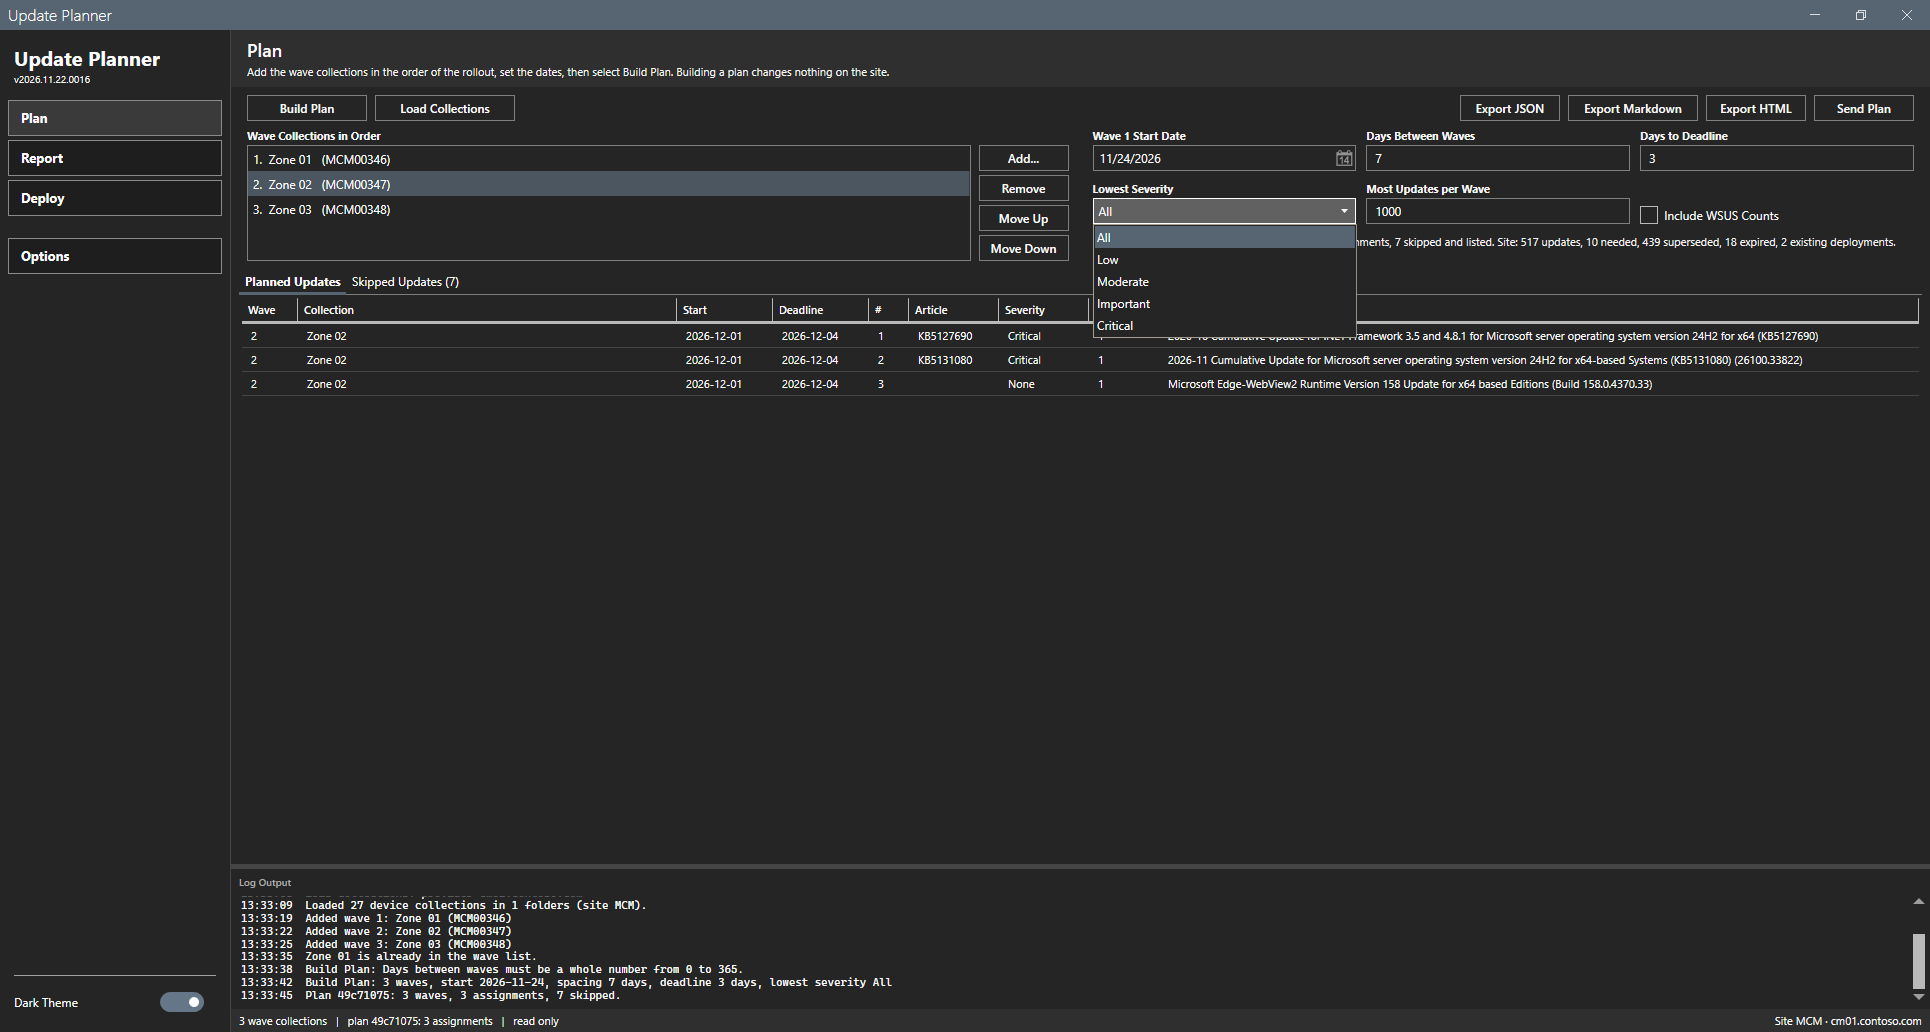 Update Planner
Update Planner
v2026.11.22.0016
Plan
Report
Deploy
Options
Dark Theme
Plan
Add the wave collections in the order of the rollout, set the dates, then select Build Plan. Building a plan changes nothing on the site.
Build Plan
Load Collections
Export JSON
Export Markdown
Export HTML
Send Plan
Wave Collections in Order
1. Zone 01 (MCM00346)
2. Zone 02 (MCM00347)
3. Zone 03 (MCM00348)
Add...
Remove
Move Up
Move Down
Wave 1 Start Date
11/24/2026
14
Days Between Waves
7
Days to Deadline
3
Lowest Severity
All
All
Low
Moderate
Important
Critical
Most Updates per Wave
1000
Include WSUS Counts
7 skipped and listed. Site: 517 updates, 10 needed, 439 superseded, 18 expired, 2 existing deployments.
Planned Updates Skipped Updates (7)
Wave Collection Start Deadline # Article Severity
2 Zone 02 2026-12-01 2026-12-04 1 KB5127690 Critical Framework 3.5 and 4.8.1 for Microsoft server operating system version 24H2 for x64 (KB5127690)
2 Zone 02 2026-12-01 2026-12-04 2 KB5131080 Critical 1 2026-11 Cumulative Update for Microsoft server operating system version 24H2 for x64-based Systems (KB5131080) (26100.33822)
2 Zone 02 2026-12-01 2026-12-04 3 None 1 Microsoft Edge-WebView2 Runtime Version 158 Update for x64 based Editions (Build 158.0.4370.33)
Log Output
13:33:09 Loaded 27 device collections in 1 folders (site MCM).
13:33:19 Added wave 1: Zone 01 (MCM00346)
13:33:22 Added wave 2: Zone 02 (MCM00347)
13:33:25 Added wave 3: Zone 03 (MCM00348)
13:33:35 Zone 01 is already in the wave list.
13:33:38 Build Plan: Days between waves must be a whole number from 0 to 365.
13:33:42 Build Plan: 3 waves, start 2026-11-24, spacing 7 days, deadline 3 days, lowest severity All
13:33:45 Plan 49c71075: 3 waves, 3 assignments, 7 skipped.
3 wave collections | plan 49c71075: 3 assignments | read only
Site MCM · cm01.contoso.com